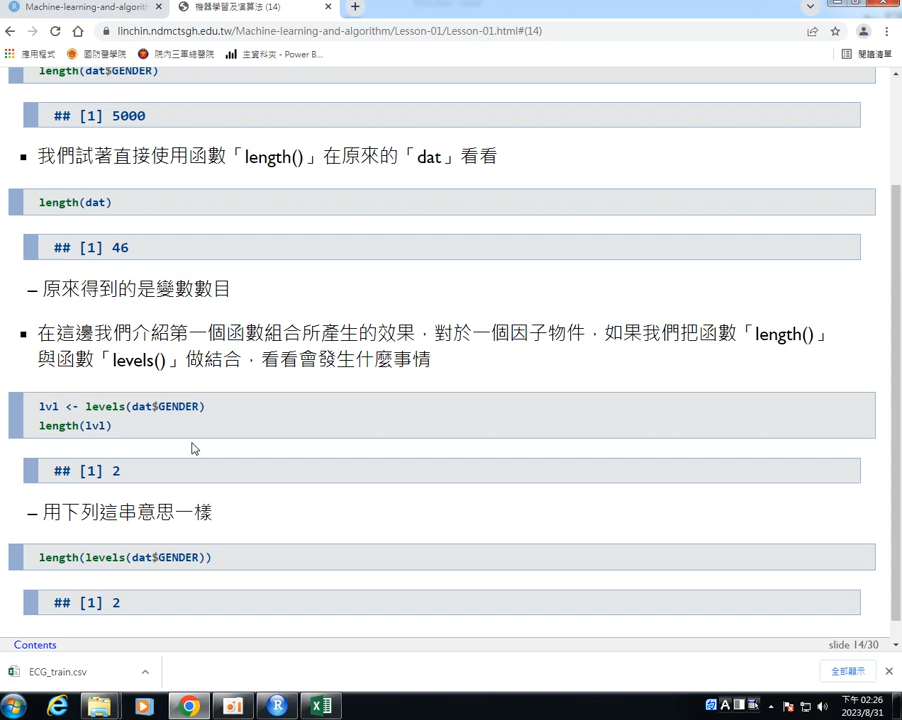 Machine-learning-and-algorith
機器學習及演算法 (14)
linchin.ndmctsgh.edu.tw/Machine-learning-and-algorithm/Lesson-01/Lesson-01.html#(14)
應用程式
國防醫學院
院內三軍總醫院
主資科夾 - Power B...
閱讀清單
length(dat$GENDER)
## [1] 5000
▪ 我們試著直接使用函數「length()」在原來的「dat」看看
length(dat)
## [1] 46
– 原來得到的是變數數目
▪ 在這邊我們介紹第一個函數組合所產生的效果，對於一個因子物件，如果我們把函數「length()」
與函數「levels()」做結合，看看會發生什麼事情
lvl <- levels(dat$GENDER)
length(lvl)
## [1] 2
– 用下列這串意思一樣
length(levels(dat$GENDER))
## [1] 2
Contents
slide 14/30
ECG_train.csv
全部顯示
下午 02:26
2023/8/31